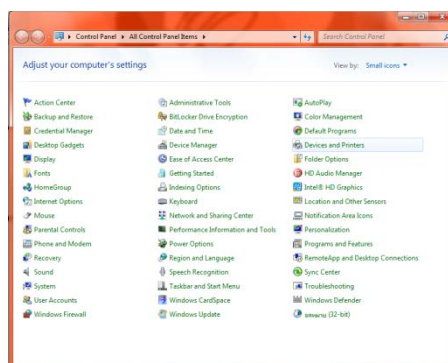 Control Panel ▸ All Control Panel Items ▸
Search Control Panel
Adjust your computer's settings
View by: Small icons
Action Center
Administrative Tools
AutoPlay
Backup and Restore
BitLocker Drive Encryption
Color Management
Credential Manager
Date and Time
Default Programs
Desktop Gadgets
Device Manager
Devices and Printers
Display
Ease of Access Center
Folder Options
Fonts
Getting Started
HD Audio Manager
HomeGroup
Indexing Options
Intel® HD Graphics
Internet Options
Keyboard
Location and Other Sensors
Mouse
Network and Sharing Center
Notification Area Icons
Parental Controls
Performance Information and Tools
Personalization
Phone and Modem
Power Options
Programs and Features
Recovery
Region and Language
RemoteApp and Desktop Connections
Sound
Speech Recognition
Sync Center
System
Taskbar and Start Menu
Troubleshooting
User Accounts
Windows CardSpace
Windows Defender
Windows Firewall
Windows Update
(32-bit)